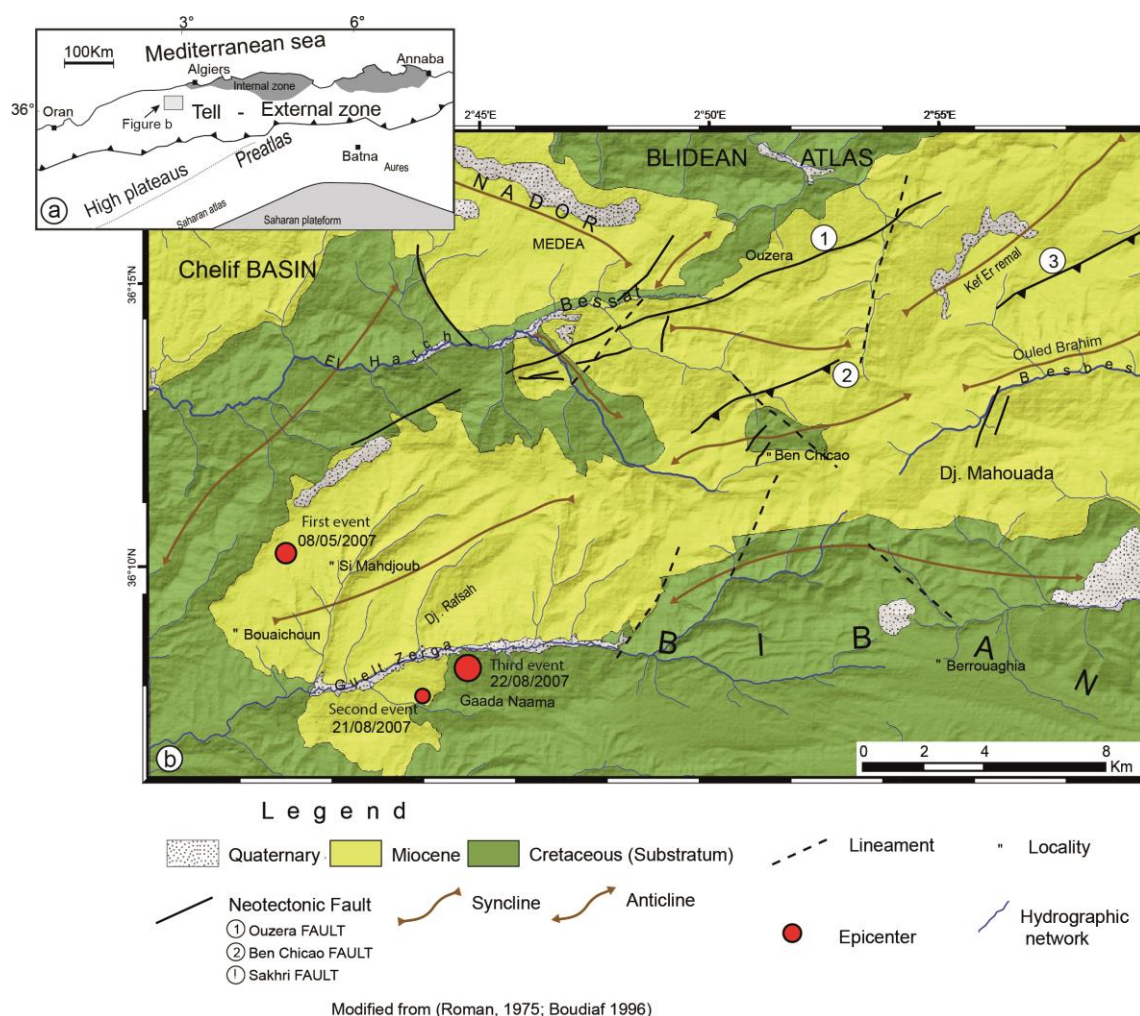 3°
6°
100Km
Mediterranean sea
Algiers
Annaba
Internal zone
36°
Oran
Tell - External zone
Figure b
Preatlas
Batna
Aures
High plateaus
Saharan atlas
Saharan plateform
a
2°45
2°50
2°55
BLIDEAN ATLAS
NADOR
MEDEA
1
Ouzera
3
Kef Er remal
Chelif BASIN
36°15
Bessat
El Harch
Ouled Brahim
Besbes
2
" Ben Chicao
Dj. Mahouada
First event
08/05/2007
36°10N
" Si Mahdjoub
Dj. Rafsah
" Bouaichoun
Guelt Zerga
BIBAN
Third event
22/08/2007
" Berrouaghia
Gaada Naama
Second event
21/08/2007
b
0 2 4 8
Km
Legend
Quaternary
Miocene
Cretaceous (Substratum)
Lineament
" Locality
Neotectonic Fault
Syncline
Anticline
1 Ouzera FAULT
2 Ben Chicao FAULT
! Sakhri FAULT
Epicenter
Hydrographic
network
Modified from (Roman, 1975; Boudiaf 1996)